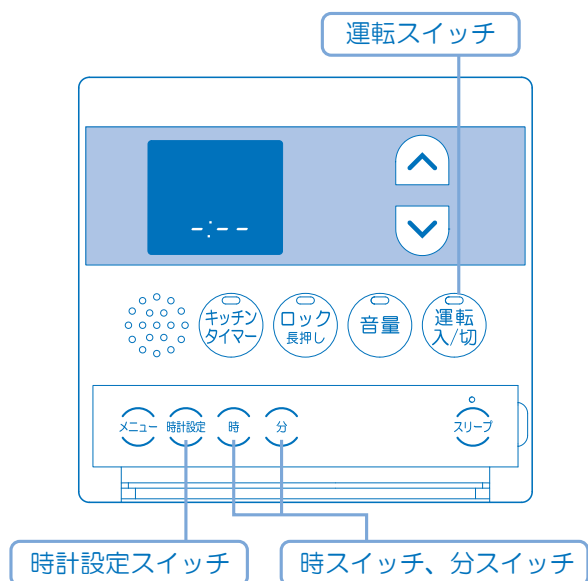 運転スイッチ
-:--
キッチン
タイマー
ロック
長押し
音量
運転
入/切
メニュー
時計設定
時
分
スリープ
時計設定スイッチ
時スイッチ、分スイッチ